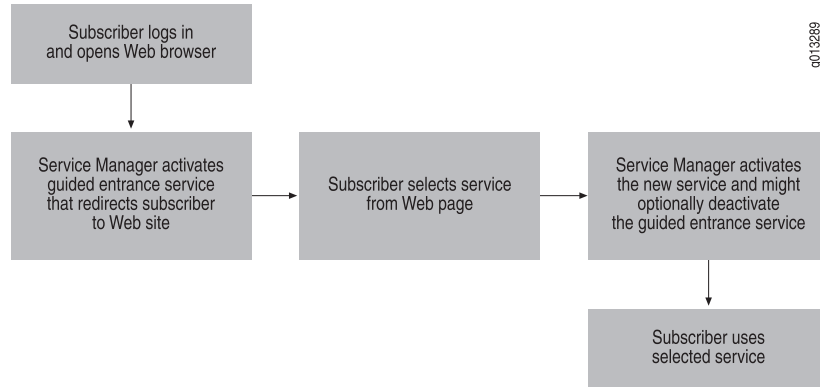 Subscriber logs in
and opens Web browser
g013289
Service Manager activates
guided entrance service
that redirects subscriber
to Web site
Subscriber selects service
from Web page
Service Manager activates
the new service and might
optionally deactivate
the guided entrance service
Subscriber uses
selected service